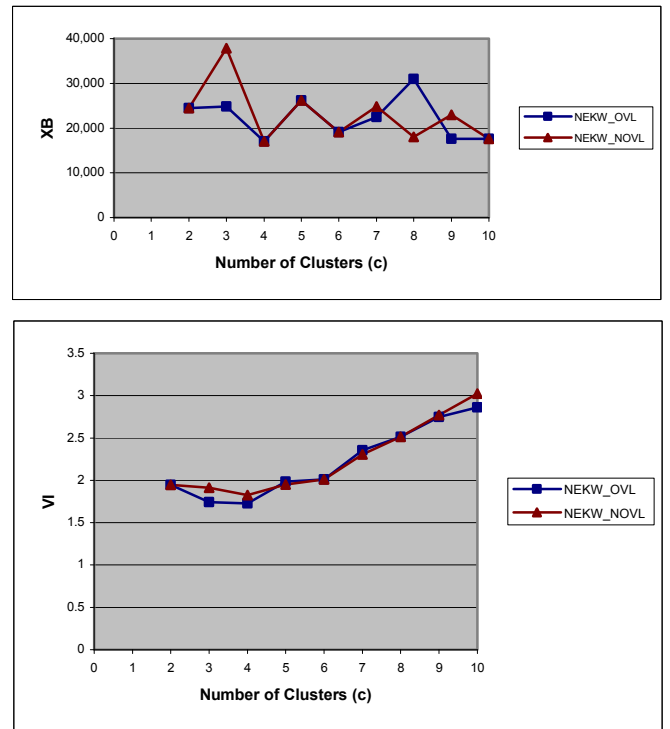 40,000
30,000
20,000
10,000
0
XB
0 1 2 3 4 5 6 7 8 9 10
Number of Clusters (c)
NEKW_OVL
NEKW_NOVL
3.5
3
2.5
2
1.5
1
0.5
0
VI
0 1 2 3 4 5 6 7 8 9 10
Number of Clusters (c)
NEKW_OVL
NEKW_NOVL